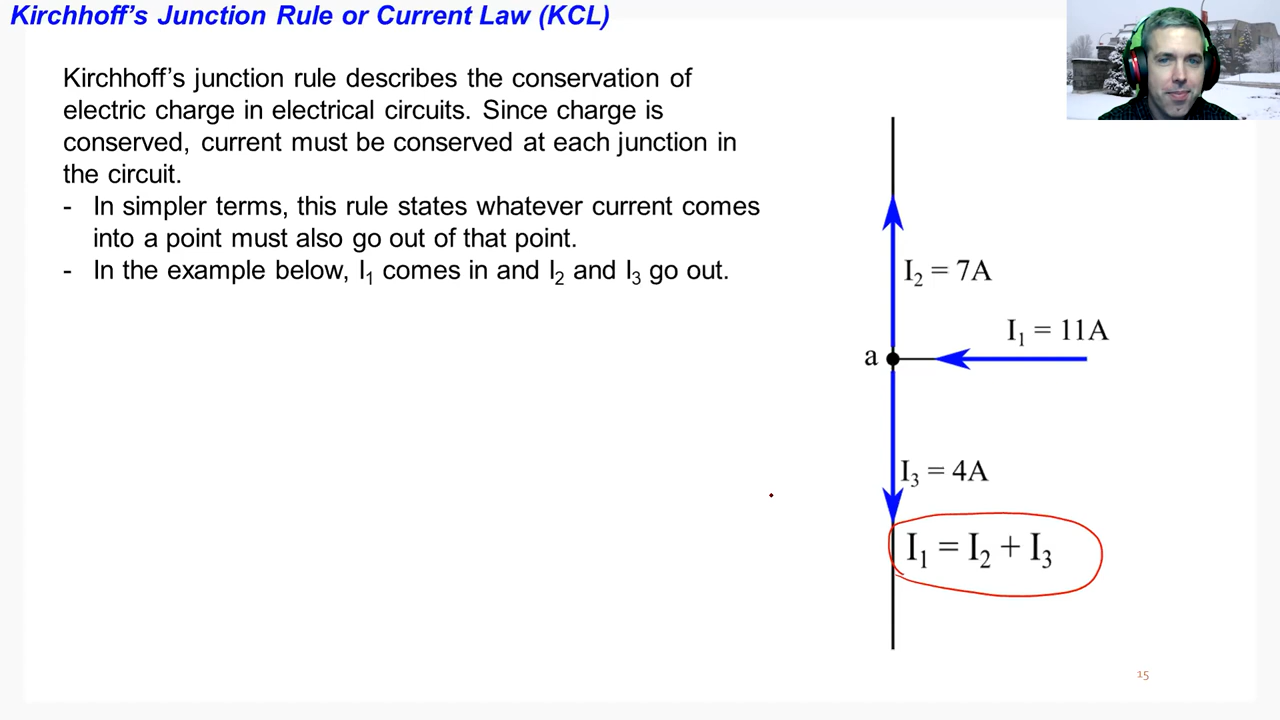 Kirchhoff's Junction Rule or Current Law (KCL)
Kirchhoff's junction rule describes the conservation of
electric charge in electrical circuits. Since charge is
conserved, current must be conserved at each junction in
the circuit.
- In simpler terms, this rule states whatever current comes
into a point must also go out of that point.
- In the example below, I₁ comes in and I₂ and I₃ go out.
I₂ = 7A
I₁ = 11A
a
I₃ = 4A
I₁ = I₂ + I₃
15